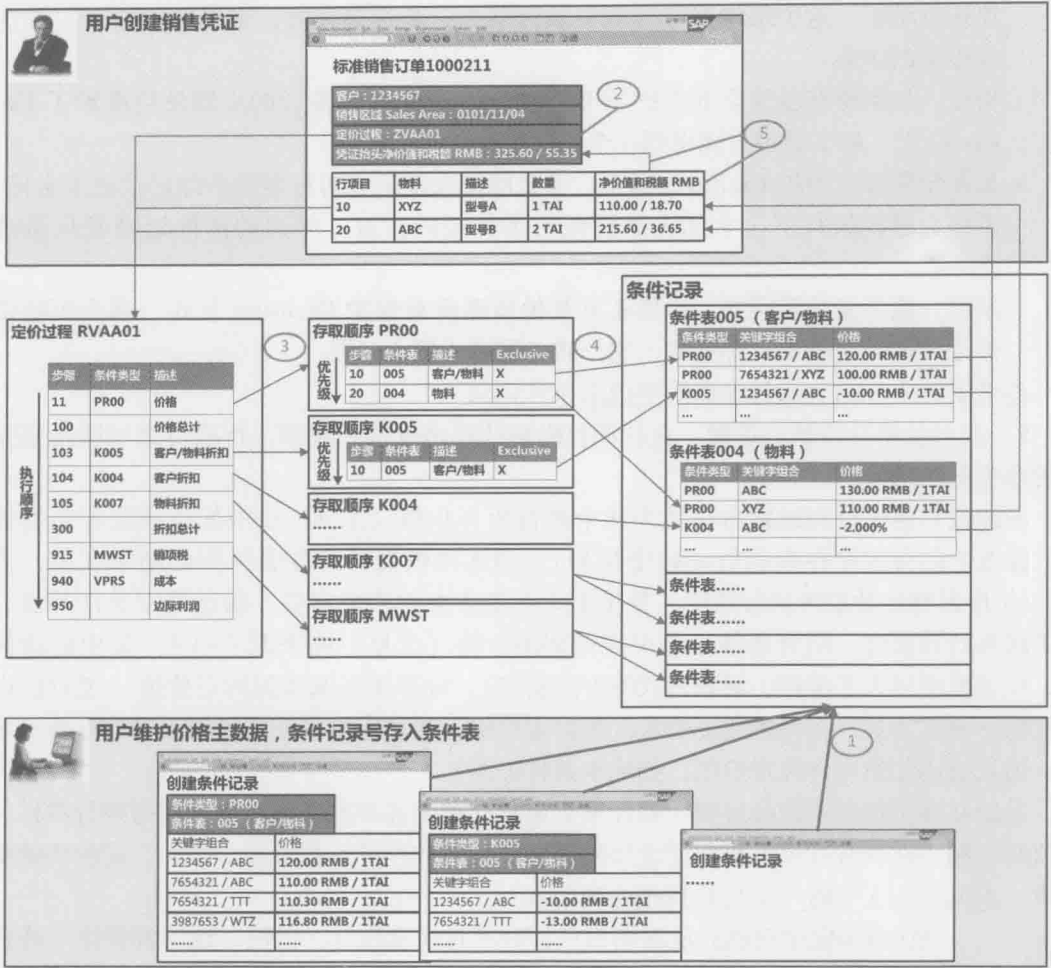 用户创建销售凭证
SAP
标准销售订单1000211
客户：1234567
销售区域 Sales Area：0101/11/04
定价过程：ZVAA01
凭证抬头净价值和税额 RMB：325.60 / 55.35
2
5
行项目 物料 描述 数量 净价值和税额 RMB
10 XYZ 型号A 1 TAI 110.00 / 18.70
20 ABC 型号B 2 TAI 215.60 / 36.65
定价过程 RVAA01
步骤 条件类型 描述
11 PR00 价格
100 价格总计
103 K005 客户/物料折扣
104 K004 客户折扣
105 K007 物料折扣
300 折扣总计
915 MWST 销项税
940 VPRS 成本
950 边际利润
执行顺序
3
存取顺序 PR00
步骤 条件表 描述 Exclusive
10 005 客户/物料 X
20 004 物料 X
优先级
存取顺序 K005
步骤 条件表 描述 Exclusive
10 005 客户/物料 X
优先级
存取顺序 K004
......
存取顺序 K007
......
存取顺序 MWST
......
4
条件记录
条件表005（客户/物料）
条件类型 关键字组合 价格
PR00 1234567 / ABC 120.00 RMB / 1TAI
PR00 7654321 / XYZ 100.00 RMB / 1TAI
K005 1234567 / ABC -10.00 RMB / 1TAI
... ... ...
条件表004（物料）
条件类型 关键字组合 价格
PR00 ABC 130.00 RMB / 1TAI
PR00 XYZ 110.00 RMB / 1TAI
K004 ABC -2.000%
... ... ...
条件表......
条件表......
条件表......
条件表......
用户维护价格主数据，条件记录号存入条件表
1
创建条件记录
条件类型：PR00
条件表：005（客户/物料）
关键字组合 价格
1234567 / ABC 120.00 RMB / 1TAI
7654321 / ABC 110.00 RMB / 1TAI
7654321 / TTT 110.30 RMB / 1TAI
3987653 / WTZ 116.80 RMB / 1TAI
...... ......
创建条件记录
条件类型：K005
条件表：005（客户/物料）
关键字组合 价格
1234567 / ABC -10.00 RMB / 1TAI
7654321 / TTT -13.00 RMB / 1TAI
...... ......
创建条件记录
......